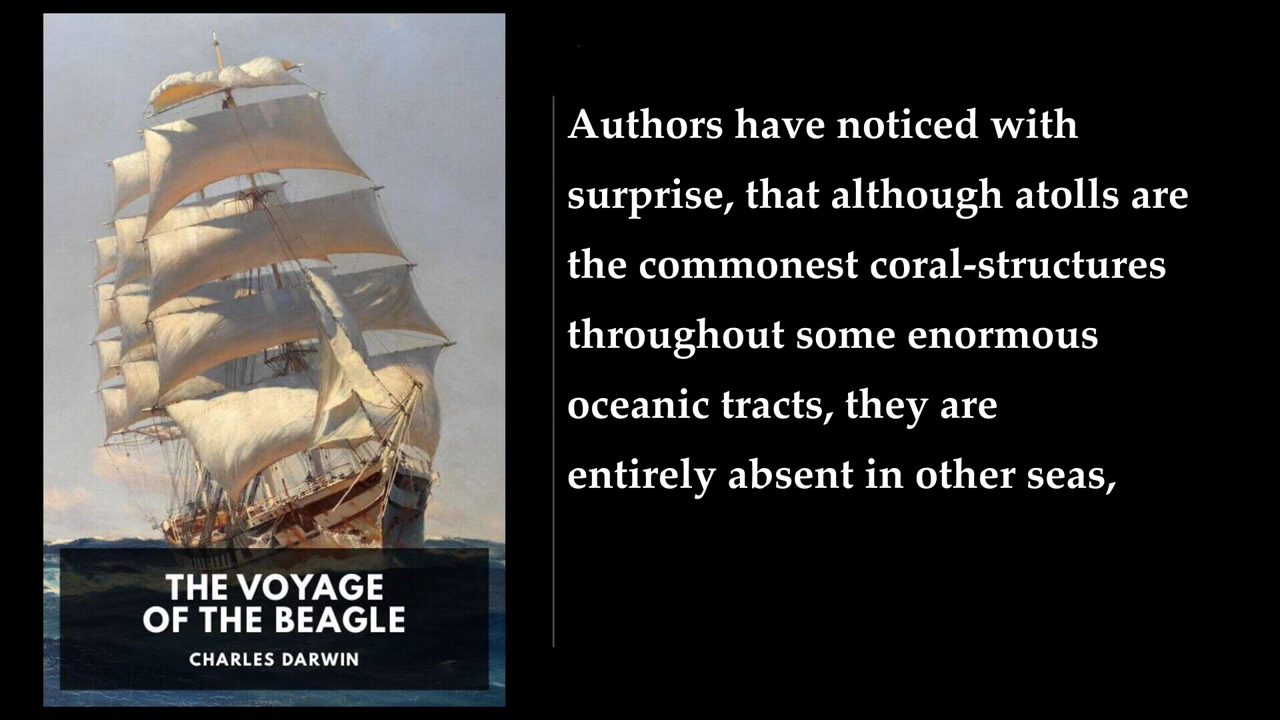 THE VOYAGE
OF THE BEAGLE
CHARLES DARWIN
Authors have noticed with
surprise, that although atolls are
the commonest coral-structures
throughout some enormous
oceanic tracts, they are
entirely absent in other seas,